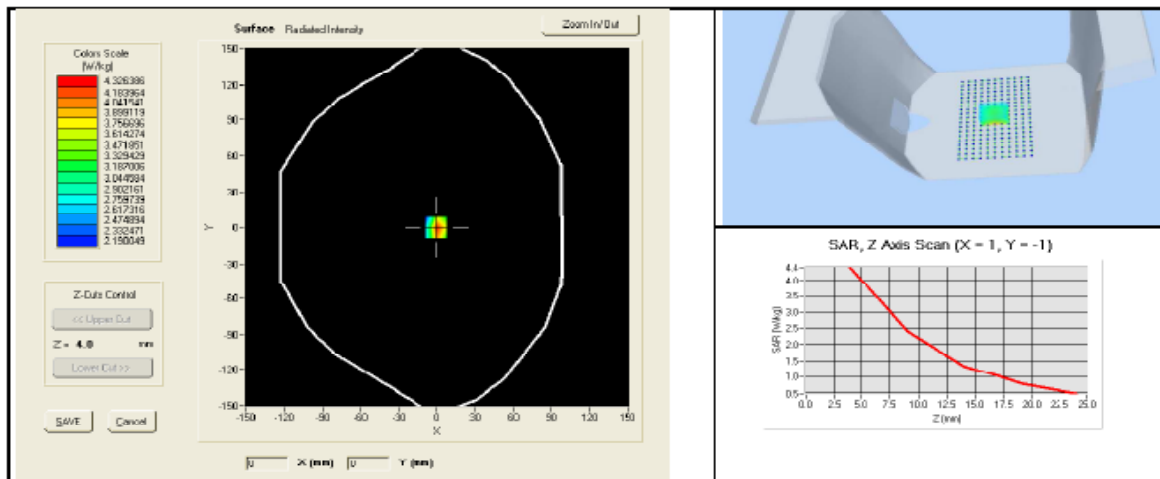 Surface Radiated Intensity
Zoom In/Out
Colors Scale
[W/kg]
4.326386
4.183964
4.041541
3.899119
3.756696
3.614274
3.471851
3.329429
3.187006
3.044584
2.902161
2.759739
2.617316
2.474894
2.332471
2.190049
Z-Cuts Control
<< Upper Cut
Z = 4.0 mm
Lower Cut >>
SAVE Cancel
150
120
90
60
30
0
-30
-60
-90
-120
-150
Y
-150 -120 -90 -60 -30 0 30 60 90 120 150
X
0 X (mm) 0 Y (mm)
SAR, Z Axis Scan (X = 1, Y = -1)
4.4
4.0
3.5
3.0
2.5
2.0
1.5
1.0
0.5
SAR [W/kg]
0.0 2.5 5.0 7.5 10.0 12.5 15.0 17.5 20.0 22.5 25.0
Z [mm]